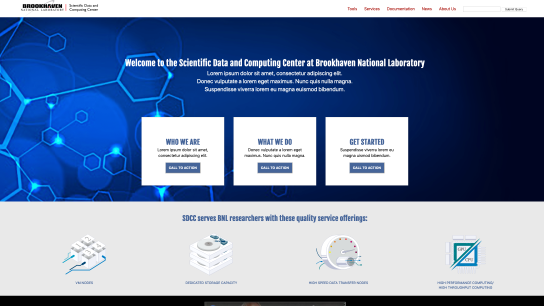 BROOKHAVEN
NATIONAL LABORATORY
Scientific Data and
Computing Center
Tools Services Documentation News About Us
Submit Query
Welcome to the Scientific Data and Computing Center at Brookhaven National Laboratory
Lorem ipsum dolor sit amet, consectetur adipiscing elit.
Donec vulputate a lorem eget maximus. Nunc quis nulla magna.
Suspendisse viverra lorem eu magna euismod bibendum.
WHO WE ARE
Lorem ipsum dolor sit amet,
consectetur adipiscing elit.
CALL TO ACTION
WHAT WE DO
Donec vulputate a lorem eget
maximus. Nunc quis nulla magna.
CALL TO ACTION
GET STARTED
Suspendisse viverra lorem eu
magna euismod bibendum.
CALL TO ACTION
SDCC serves BNL researchers with these quality service offerings:
DEDICATED STORAGE CAPACITY
HIGH SPEED DATA TRANSFER NODES
HIGH PERFORMANCE COMPUTING/
HIGH THROUGHPUT COMPUTING